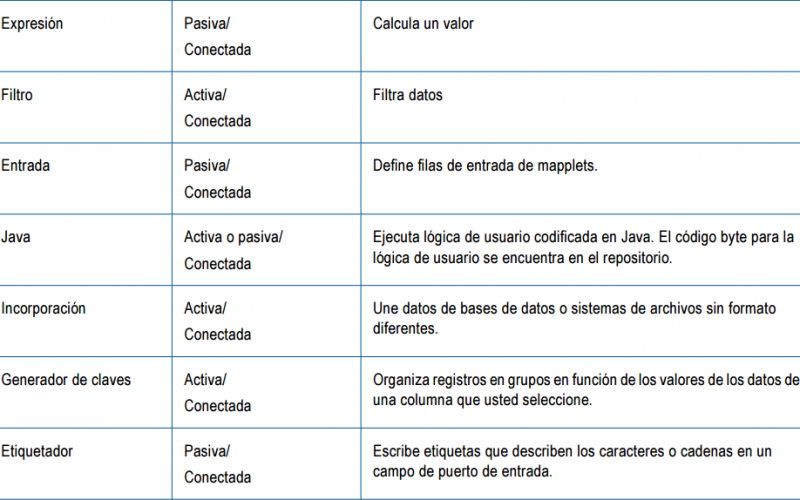 Expresión
Pasiva/
Conectada
Calcula un valor
Filtro
Activa/
Conectada
Filtra datos
Entrada
Pasiva/
Conectada
Define filas de entrada de mapplets.
Java
Activa o pasiva/
Conectada
Ejecuta lógica de usuario codificada en Java. El código byte para la
lógica de usuario se encuentra en el repositorio.
Incorporación
Activa/
Conectada
Une datos de bases de datos o sistemas de archivos sin formato
diferentes.
Generador de claves
Activa/
Conectada
Organiza registros en grupos en función de los valores de los datos de
una columna que usted seleccione.
Etiquetador
Pasiva/
Conectada
Escribe etiquetas que describen los caracteres o cadenas en un
campo de puerto de entrada.